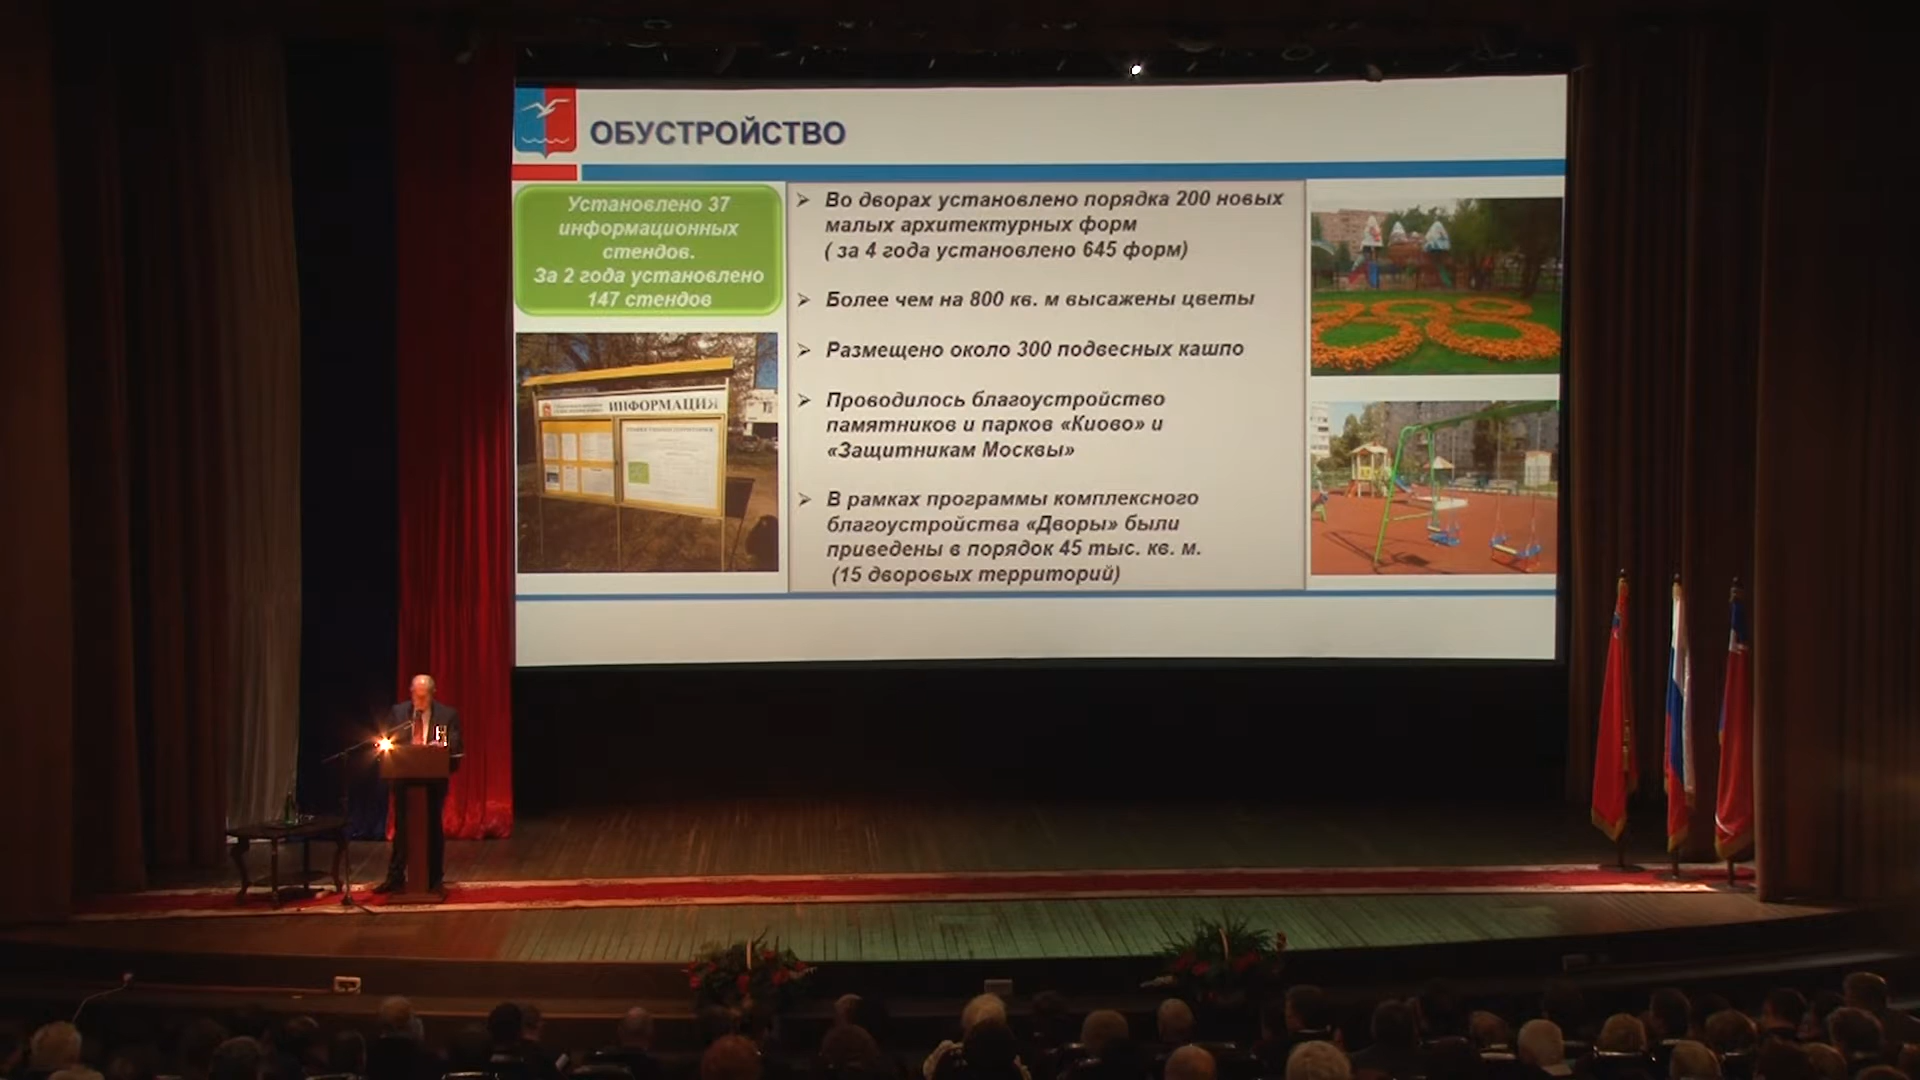 ОБУСТРОЙСТВО
Установлено 37
информационных
стендов.
За 2 года установлено
147 стендов
ИНФОРМАЦИЯ
Во дворах установлено порядка 200 новых
малых архитектурных форм
( за 4 года установлено 645 форм)
Более чем на 800 кв. м высажены цветы
Размещено около 300 подвесных кашпо
Проводилось благоустройство
памятников и парков «Киово» и
«Защитникам Москвы»
В рамках программы комплексного
благоустройства «Дворы» были
приведены в порядок 45 тыс. кв. м.
(15 дворовых территорий)